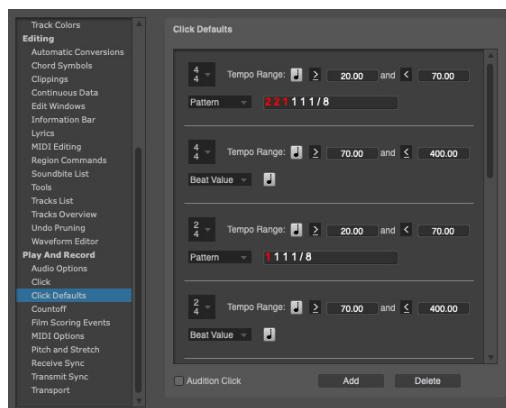 Track Colors
Editing
Automatic Conversions
Chord Symbols
Clippings
Continuous Data
Edit Windows
Information Bar
Lyrics
MIDI Editing
Region Commands
Soundbite List
Tools
Tracks List
Tracks Overview
Undo Pruning
Waveform Editor
Play And Record
Audio Options
Click
Click Defaults
Countoff
Film Scoring Events
MIDI Options
Pitch and Stretch
Receive Sync
Transmit Sync
Transport
Click Defaults
4
4
Tempo Range: ≥ 20.00 and < 70.00
Pattern 2 2 1 1 1 1 / 8
4
4
Tempo Range: ≥ 70.00 and ≤ 400.00
Beat Value
2
4
Tempo Range: ≥ 20.00 and < 70.00
Pattern 1 1 1 1 / 8
2
4
Tempo Range: ≥ 70.00 and ≤ 400.00
Beat Value
Audition Click Add Delete